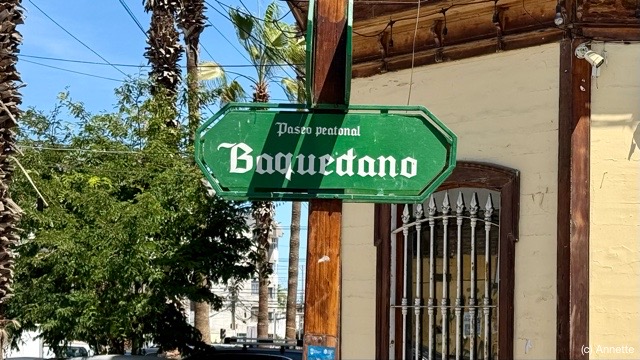 Paseo peatonal
Baquedano
(c) Annette